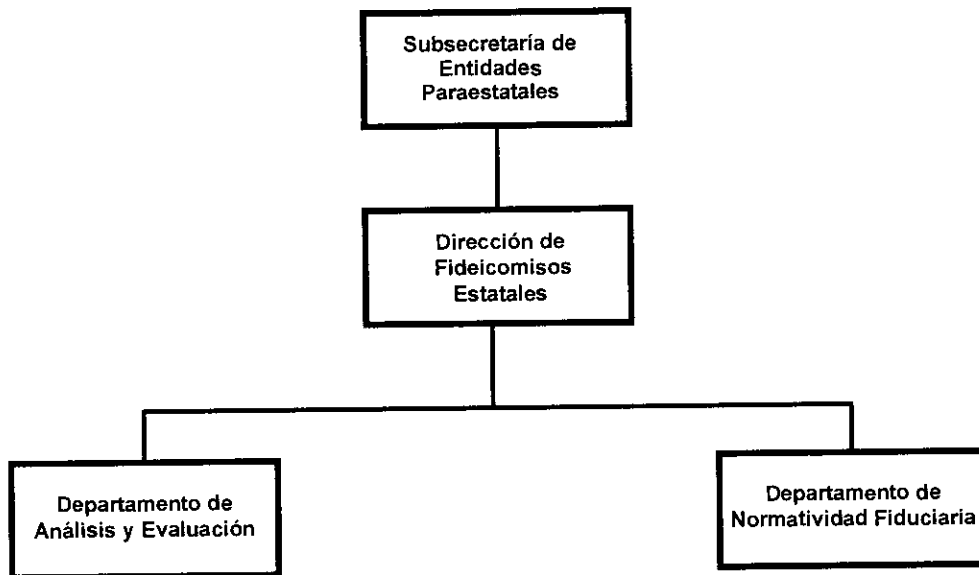 Subsecretaría de
Entidades
Paraestatales
Dirección de
Fideicomisos
Estatales
Departamento de
Análisis y Evaluación
Departamento de
Normatividad Fiduciaria